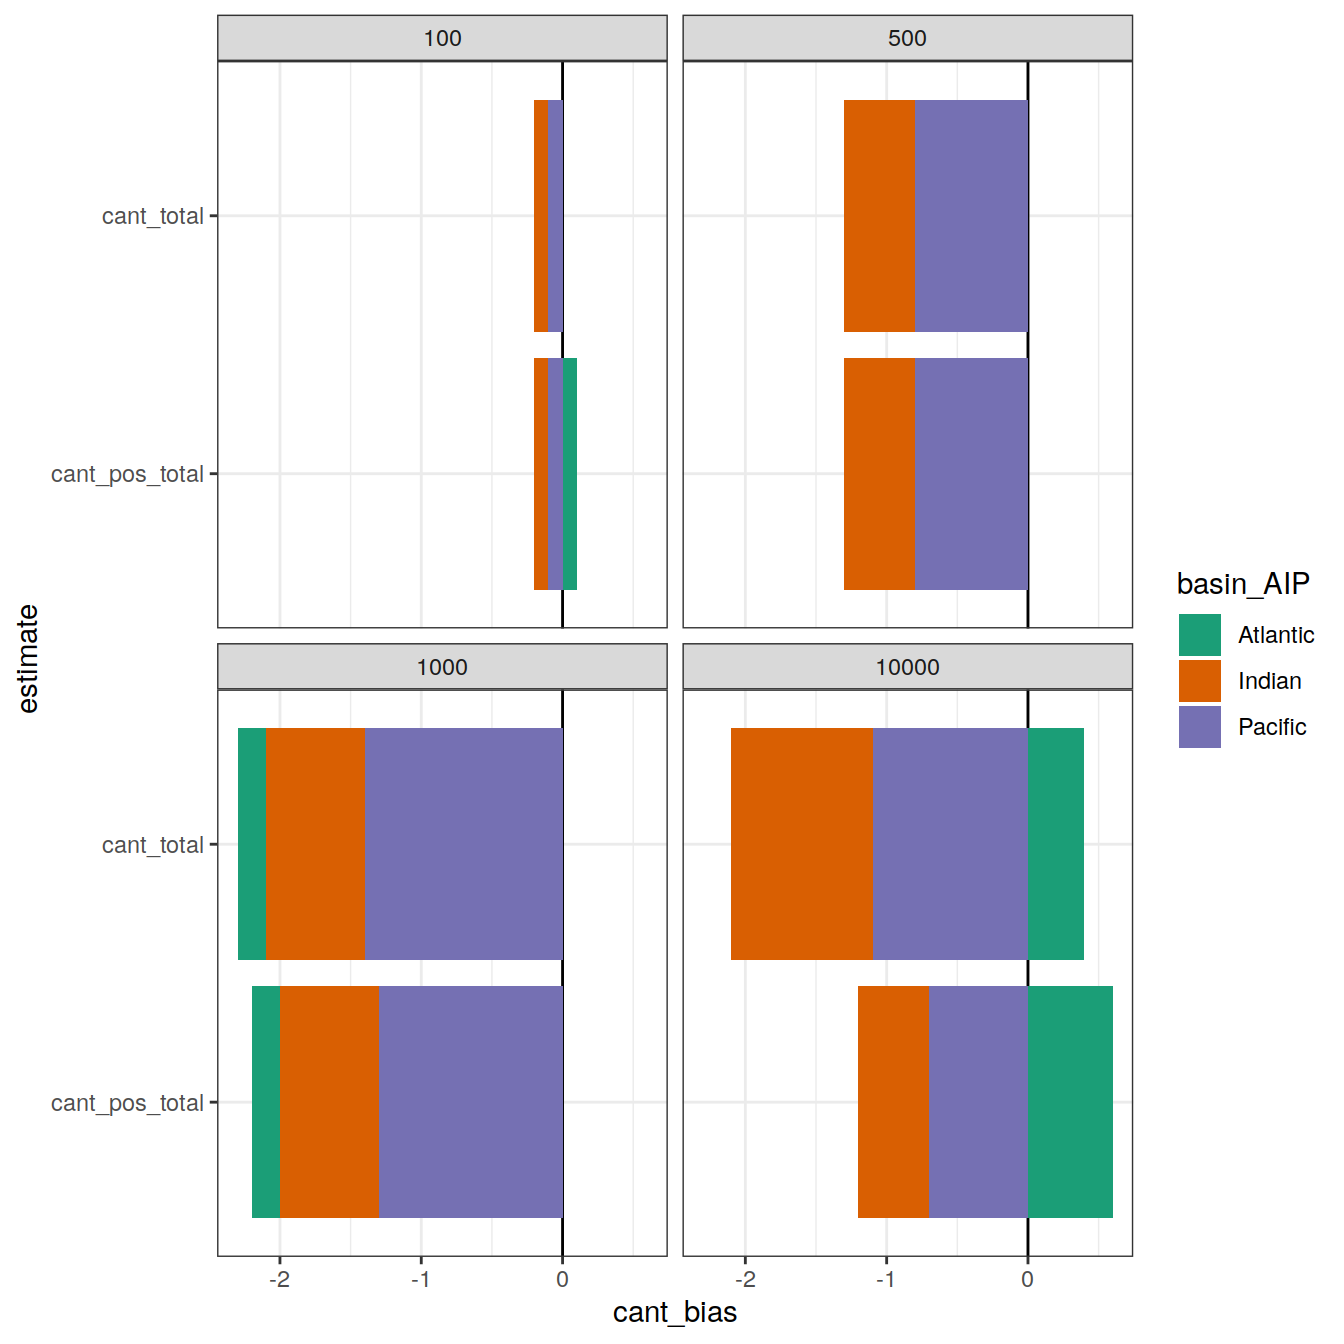 100
500
cant_total
cant_pos_total
1000
10000
cant_total
cant_pos_total
-2
-1
0
-2
-1
0
cant_bias
estimate
basin_AIP
Atlantic
Indian
Pacific